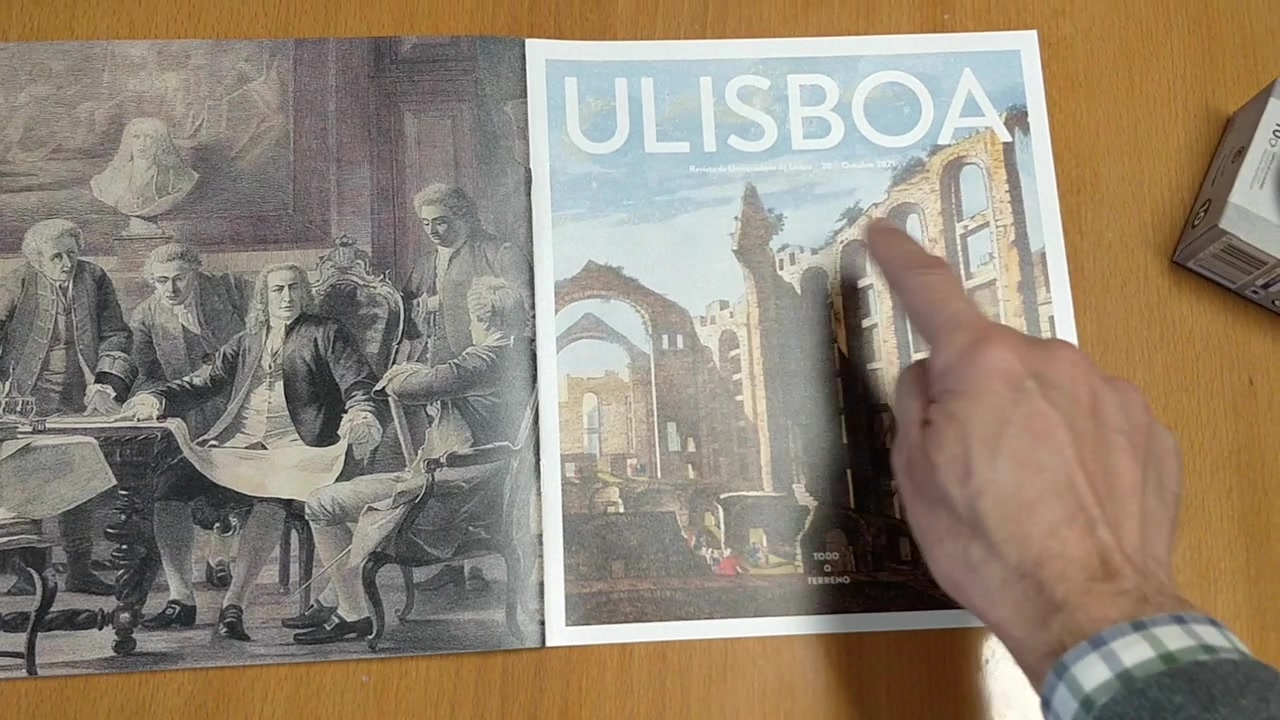 ULISBOA
Revista da Universidade de Lisboa | 20 | Outubro 2021
TODO
O
TERRENO